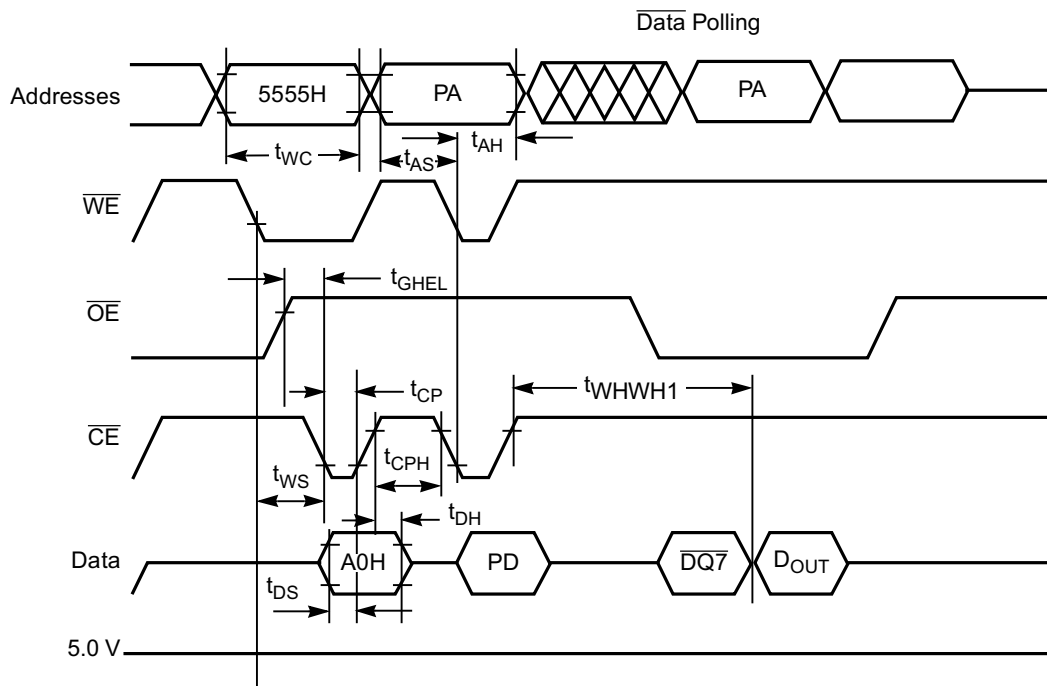 Data Polling
Addresses
5555H
PA
PA
tWC
tAS
tAH
WE
tGHEL
OE
tCP
tWHWH1
CE
tWS
tCPH
tDH
Data
A0H
PD
DQ7
DOUT
tDS
5.0 V